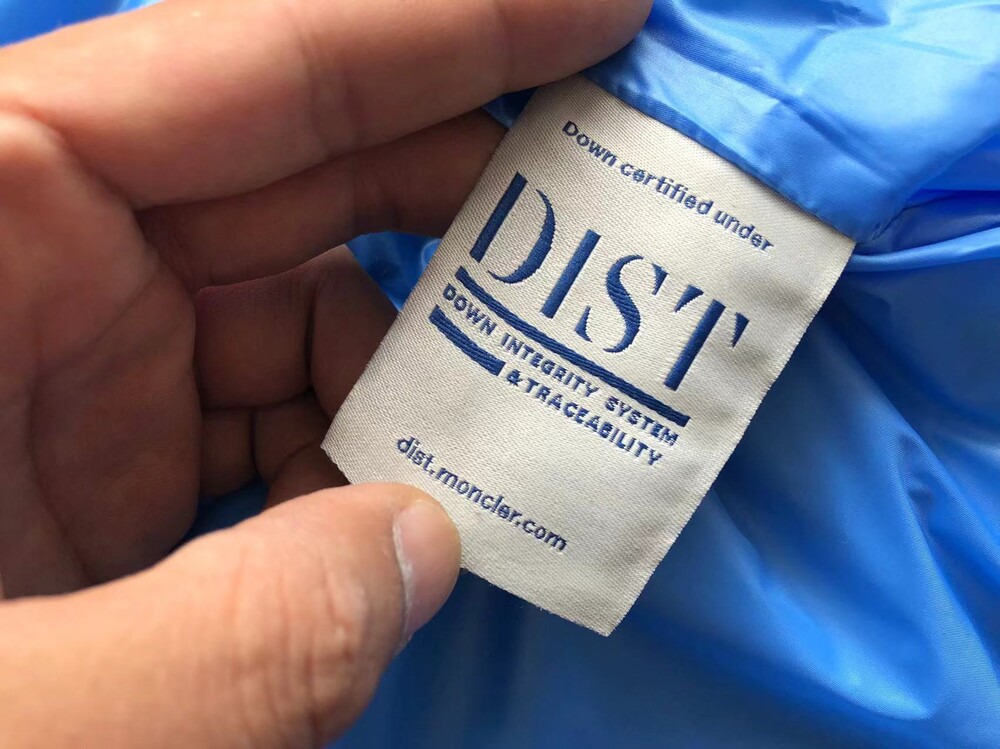 Down certified under
DIST
DOWN INTEGRITY SYSTEM
& TRACEABILITY
dist.moncler.com